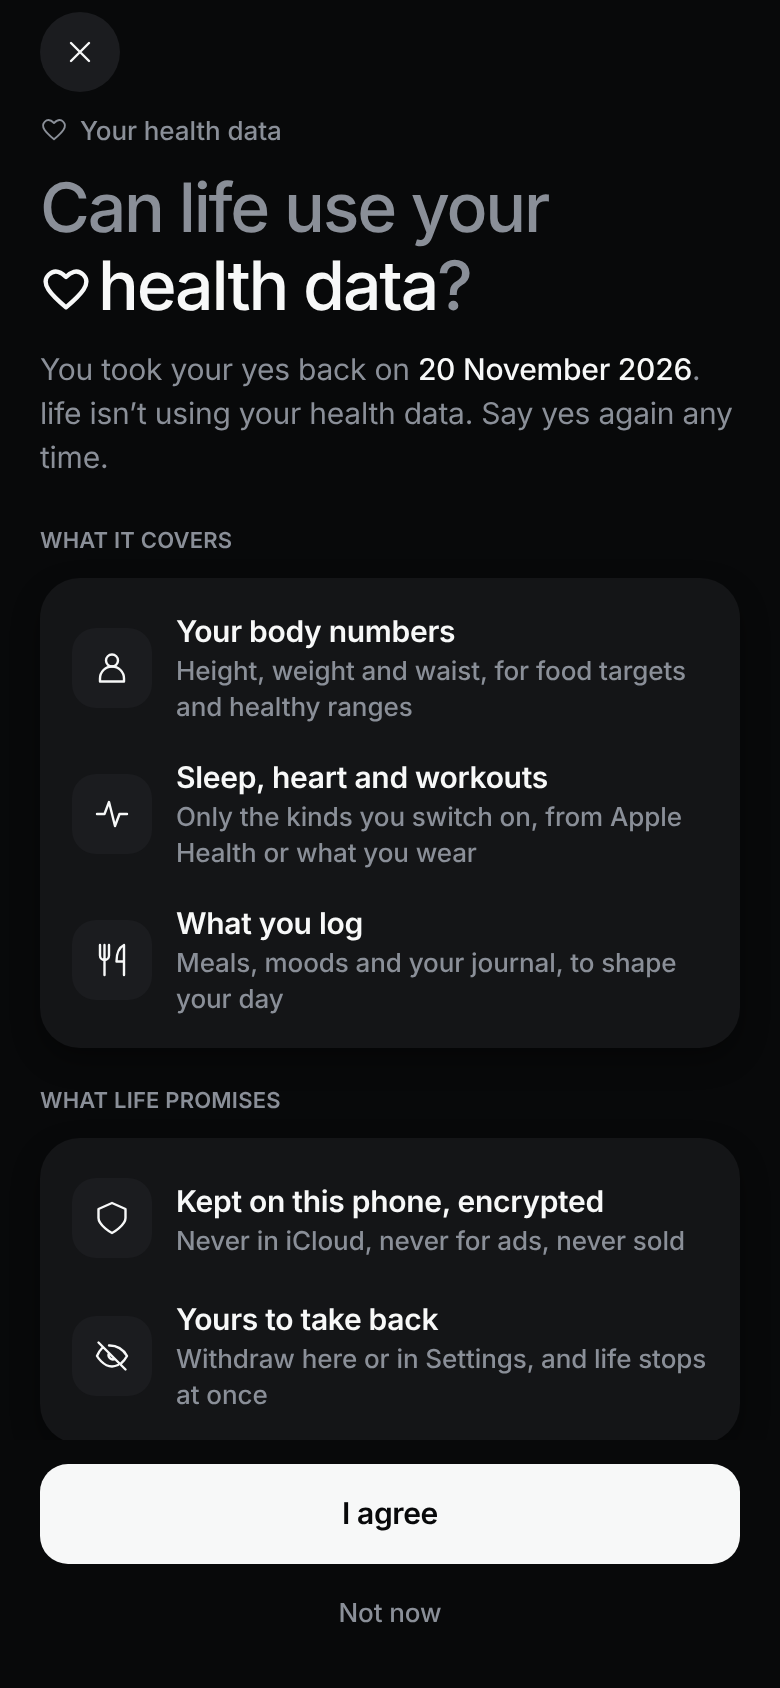 Your health data
Can life use your
health data?
You took your yes back on 20 November 2026.
life isn’t using your health data. Say yes again any
time.
WHAT IT COVERS
Your body numbers
Height, weight and waist, for food targets
and healthy ranges
Sleep, heart and workouts
Only the kinds you switch on, from Apple
Health or what you wear
What you log
Meals, moods and your journal, to shape
your day
WHAT LIFE PROMISES
Kept on this phone, encrypted
Never in iCloud, never for ads, never sold
Yours to take back
Withdraw here or in Settings, and life stops
at once
I agree
Not now